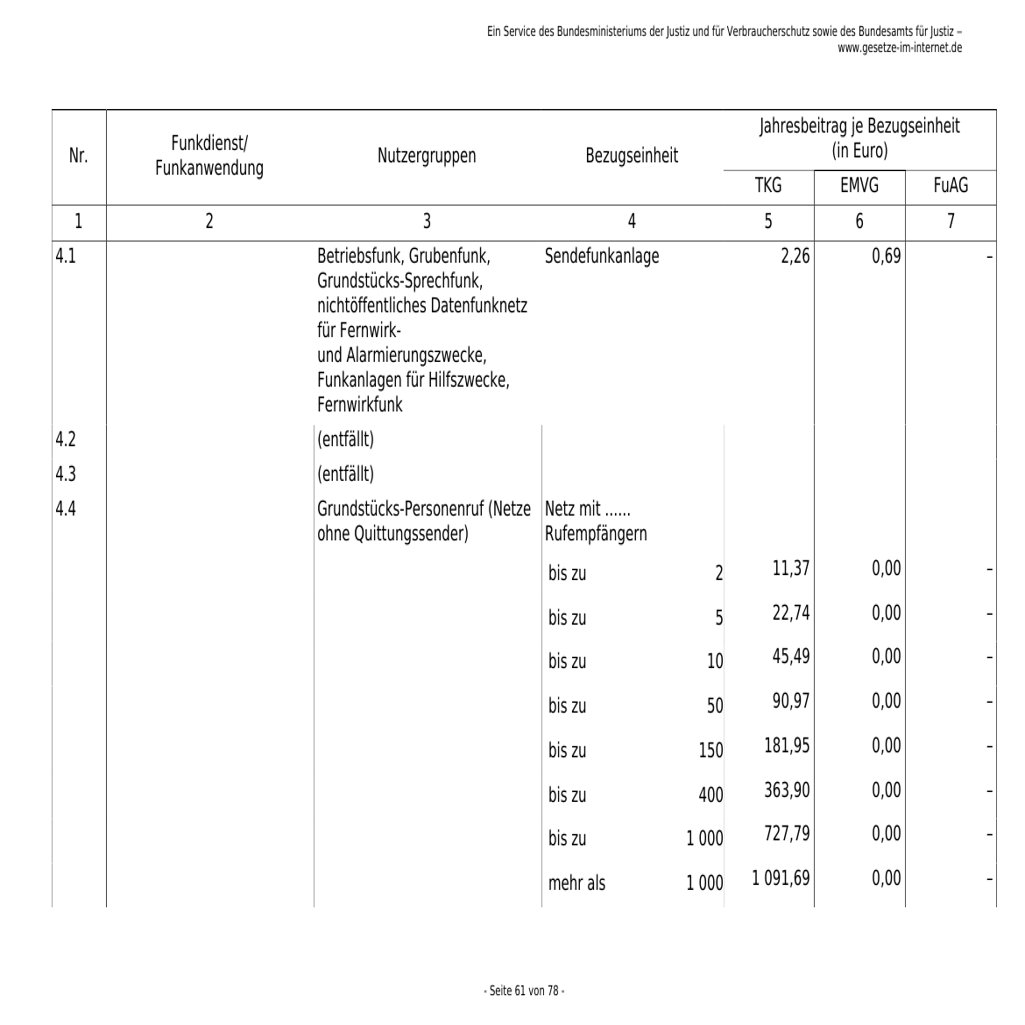 Ein Service des Bundesministeriums der Justiz und für Verbraucherschutz sowie des Bundesamts für Justiz –
www.gesetze-im-internet.de
Nr.
Funkdienst/
Funkanwendung
Nutzergruppen
Bezugseinheit
Jahresbeitrag je Bezugseinheit
(in Euro)
TKG EMVG FuAG
1 2 3 4 5 6 7
4.1 Betriebsfunk, Grubenfunk, Sendefunkanlage 2,26 0,69 –
Grundstücks-Sprechfunk,
nichtöffentliches Datenfunknetz
für Fernwirk-
und Alarmierungszwecke,
Funkanlagen für Hilfszwecke,
Fernwirkfunk
4.2 (entfällt)
4.3 (entfällt)
4.4 Grundstücks-Personenruf (Netze Netz mit ......
ohne Quittungssender) Rufempfängern
bis zu 2 11,37 0,00 –
bis zu 5 22,74 0,00 –
bis zu 10 45,49 0,00 –
bis zu 50 90,97 0,00 –
bis zu 150 181,95 0,00 –
bis zu 400 363,90 0,00 –
bis zu 1 000 727,79 0,00 –
mehr als 1 000 1 091,69 0,00 –
- Seite 61 von 78 -